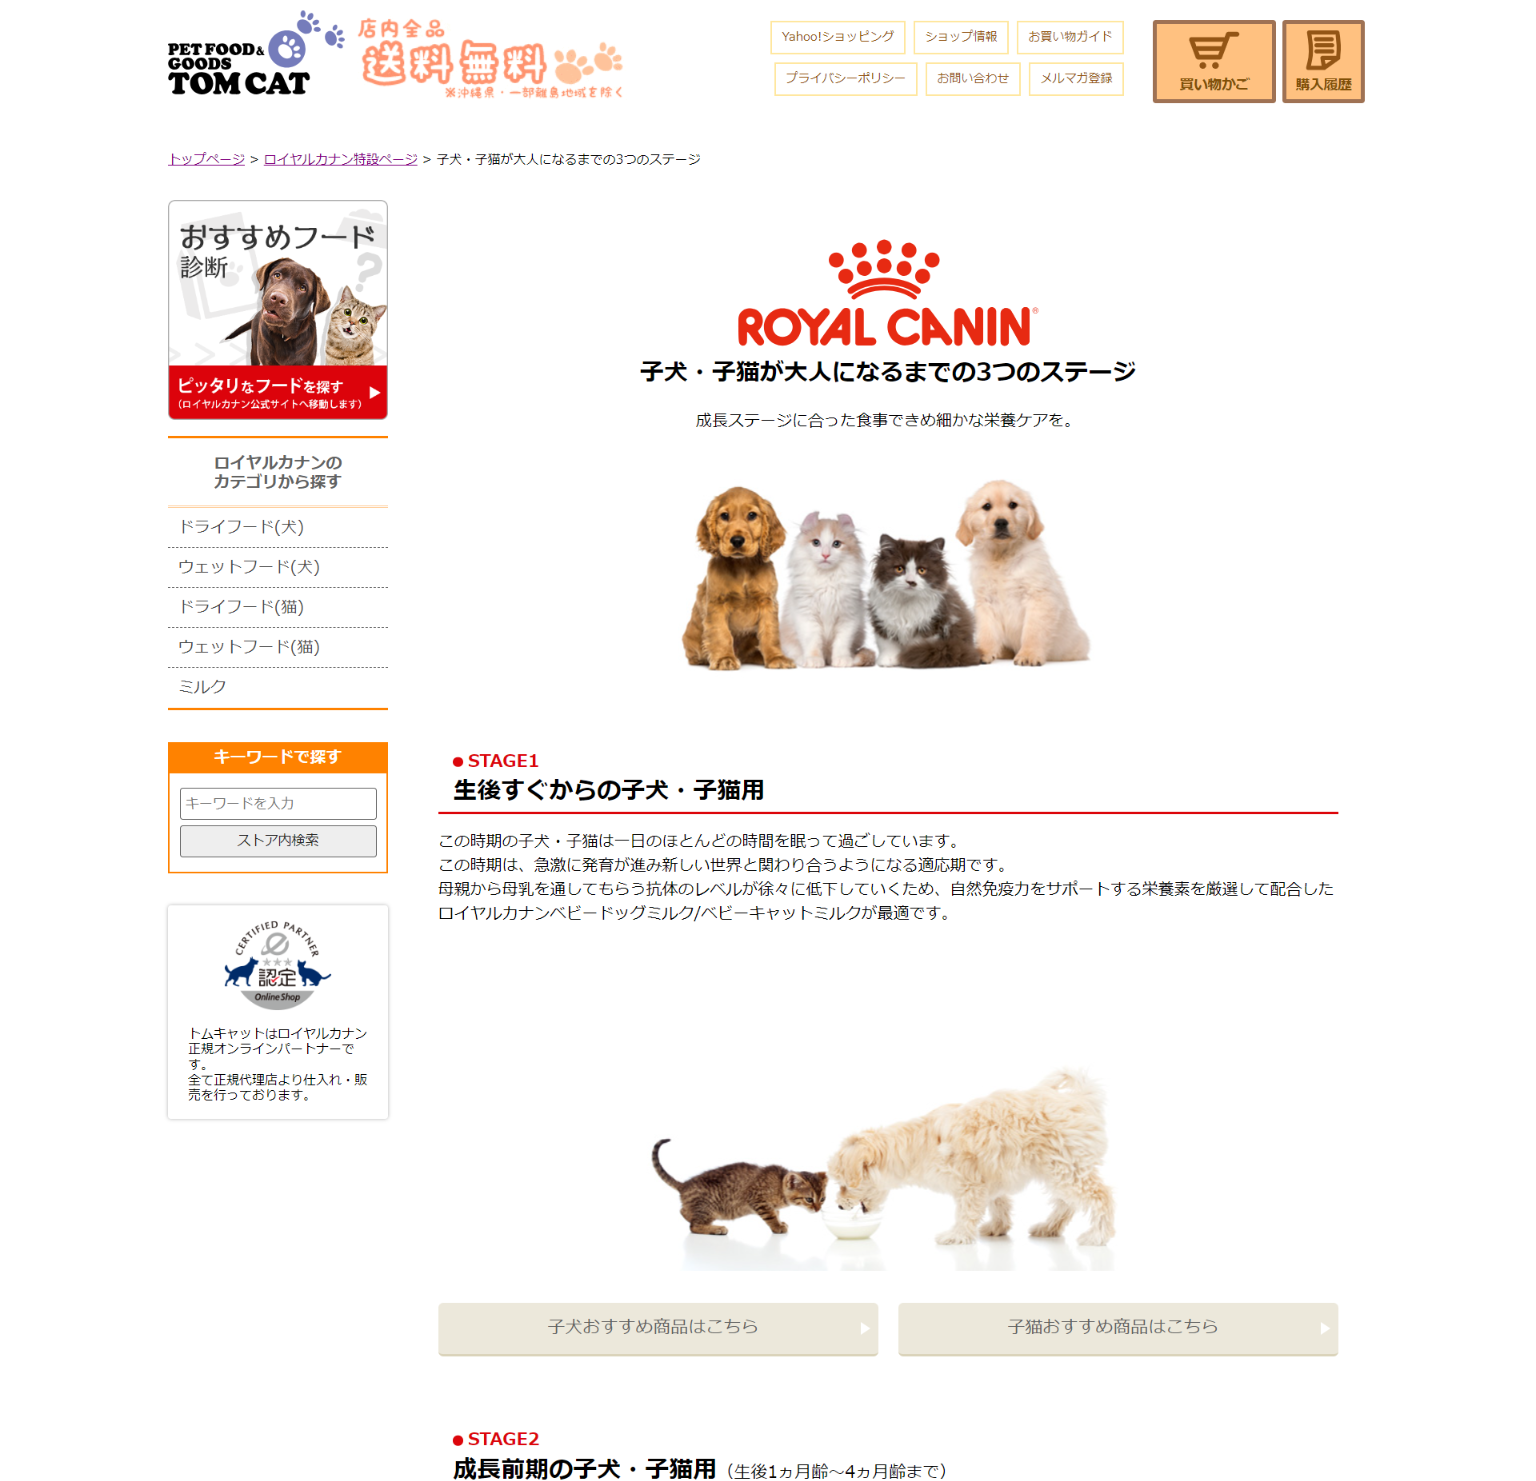 PET FOOD&
GOODS
TOM CAT
店内全品
送料無料
※沖縄県・一部離島地域を除く
Yahoo!ショッピング
ショップ情報
お買い物ガイド
プライバシーポリシー
お問い合わせ
メルマガ登録
買い物かご
購入履歴
トップページ > ロイヤルカナン特設ページ > 子犬・子猫が大人になるまでの3つのステージ
おすすめフード
診断
?
ピッタリなフードを探す
(ロイヤルカナン公式サイトへ移動します)
ロイヤルカナンの
カテゴリから探す
ドライフード(犬)
ウェットフード(犬)
ドライフード(猫)
ウェットフード(猫)
ミルク
キーワードで探す
キーワードを入力
ストア内検索
CERTIFIED PARTNER
認定
Online Shop
トムキャットはロイヤルカナン
正規オンラインパートナーで
す。
全て正規代理店より仕入れ・販
売を行っております。
ROYAL CANIN®
子犬・子猫が大人になるまでの3つのステージ
成長ステージに合った食事できめ細かな栄養ケアを。
● STAGE1
生後すぐからの子犬・子猫用
この時期の子犬・子猫は一日のほとんどの時間を眠って過ごしています。
この時期は、急激に発育が進み新しい世界と関わり合うようになる適応期です。
母親から母乳を通してもらう抗体のレベルが徐々に低下していくため、自然免疫力をサポートする栄養素を厳選して配合した
ロイヤルカナンベビードッグミルク/ベビーキャットミルクが最適です。
子犬おすすめ商品はこちら
子猫おすすめ商品はこちら
● STAGE2
成長前期の子犬・子猫用（生後1ヵ月齢～4ヵ月齢まで）